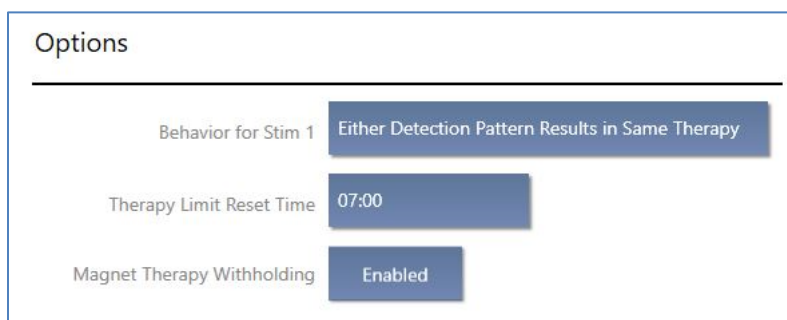 Options
Behavior for Stim 1 Either Detection Pattern Results in Same Therapy
Therapy Limit Reset Time 07:00
Magnet Therapy Withholding Enabled